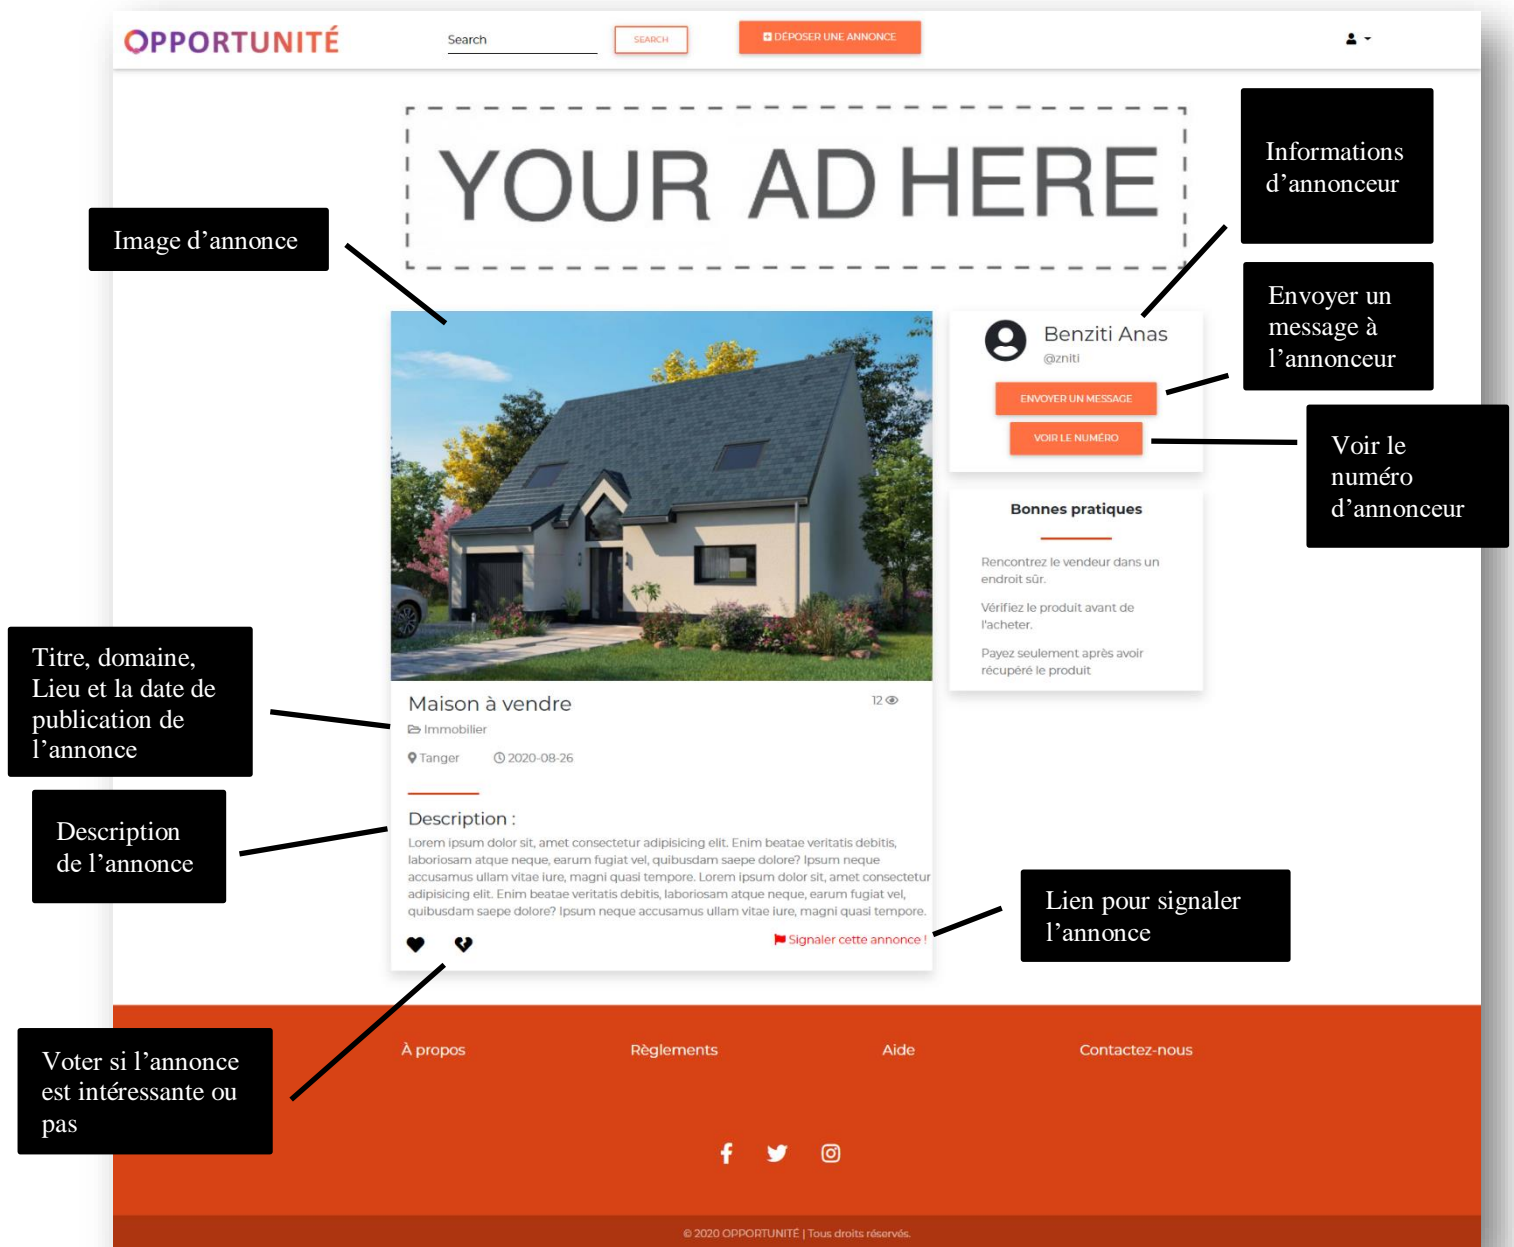 OPPORTUNITÉ
Search
SEARCH
DÉPOSER UNE ANNONCE
YOUR AD HERE
Informations
d’annonceur
Image d’annonce
Envoyer un
message à
l’annonceur
Benziti Anas
@zniti
ENVOYER UN MESSAGE
VOIR LE NUMÉRO
Voir le
numéro
d’annonceur
Bonnes pratiques
Rencontrez le vendeur dans un
endroit sûr.
Vérifiez le produit avant de
l'acheter.
Payez seulement après avoir
récupéré le produit
Titre, domaine,
Lieu et la date de
publication de
l’annonce
Maison à vendre
12
Immobilier
Tanger 2020-08-26
Description
de l’annonce
Description :
Lorem ipsum dolor sit, amet consectetur adipisicing elit. Enim beatae veritatis debitis,
laboriosam atque neque, earum fugiat vel, quibusdam saepe dolore? Ipsum neque
accusamus ullam vitae iure, magni quasi tempore. Lorem ipsum dolor sit, amet consectetur
adipisicing elit. Enim beatae veritatis debitis, laboriosam atque neque, earum fugiat vel,
quibusdam saepe dolore? Ipsum neque accusamus ullam vitae iure, magni quasi tempore.
Signaler cette annonce !
Lien pour signaler
l’annonce
Voter si l’annonce
est intéressante ou
pas
À propos
Règlements
Aide
Contactez-nous
© 2020 OPPORTUNITÉ | Tous droits réservés.